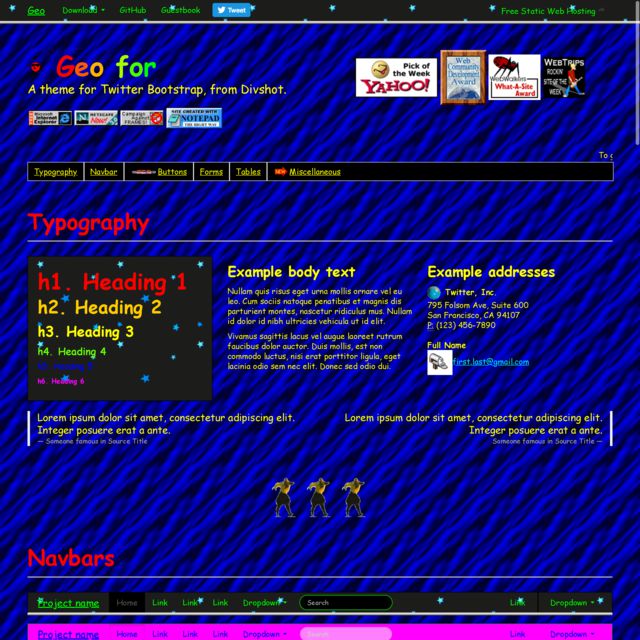 Geo Download GitHub Guestbook Tweet Free Static Web Hosting
Geo for
A theme for Twitter Bootstrap, from Divshot.
Microsoft Internet Explorer
NETSCAPE NOW!
Campaign Against FRAMES!
SITE CREATED WITH
NOTEPAD
THE RIGHT WAY
Pick of the Week
YAHOO!
Web Community Development Award
WebWalkers
What-A-Site Award
WEBTRIPS
ROCKIN' SITE OF THE WEEK
To
Typography Navbar Buttons Forms Tables NEW Miscellaneous
Typography
h1. Heading 1
h2. Heading 2
h3. Heading 3
h4. Heading 4
h6. Heading 6
Example body text
Nullam quis risus eget urna mollis ornare vel eu
leo. Cum sociis natoque penatibus et magnis dis
parturient montes, nascetur ridiculus mus. Nullam
id dolor id nibh ultricies vehicula ut id elit.
Vivamus sagittis lacus vel augue laoreet rutrum
faucibus dolor auctor. Duis mollis, est non
commodo luctus, nisi erat porttitor ligula, eget
lacinia odio sem nec elit. Donec sed odio dui.
Example addresses
Twitter, Inc.
795 Folsom Ave, Suite 600
San Francisco, CA 94107
P: (123) 456-7890
Full Name
first.last@gmail.com
Lorem ipsum dolor sit amet, consectetur adipiscing elit.
Integer posuere erat a ante.
— Someone famous in Source Title
Lorem ipsum dolor sit amet, consectetur adipiscing elit.
Integer posuere erat a ante.
Someone famous in Source Title —
Navbars
Project name Home Link Link Link Dropdown Search Link Dropdown
Project name Home Link Link Link Dropdown Search Link Dropdown